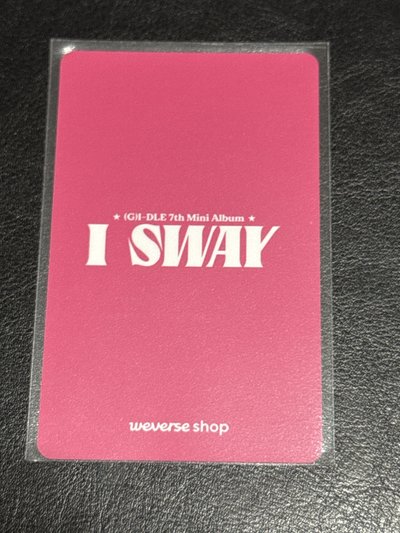 ★ (G)I-DLE 7th Mini Album ★
I SWAY
weverse shop